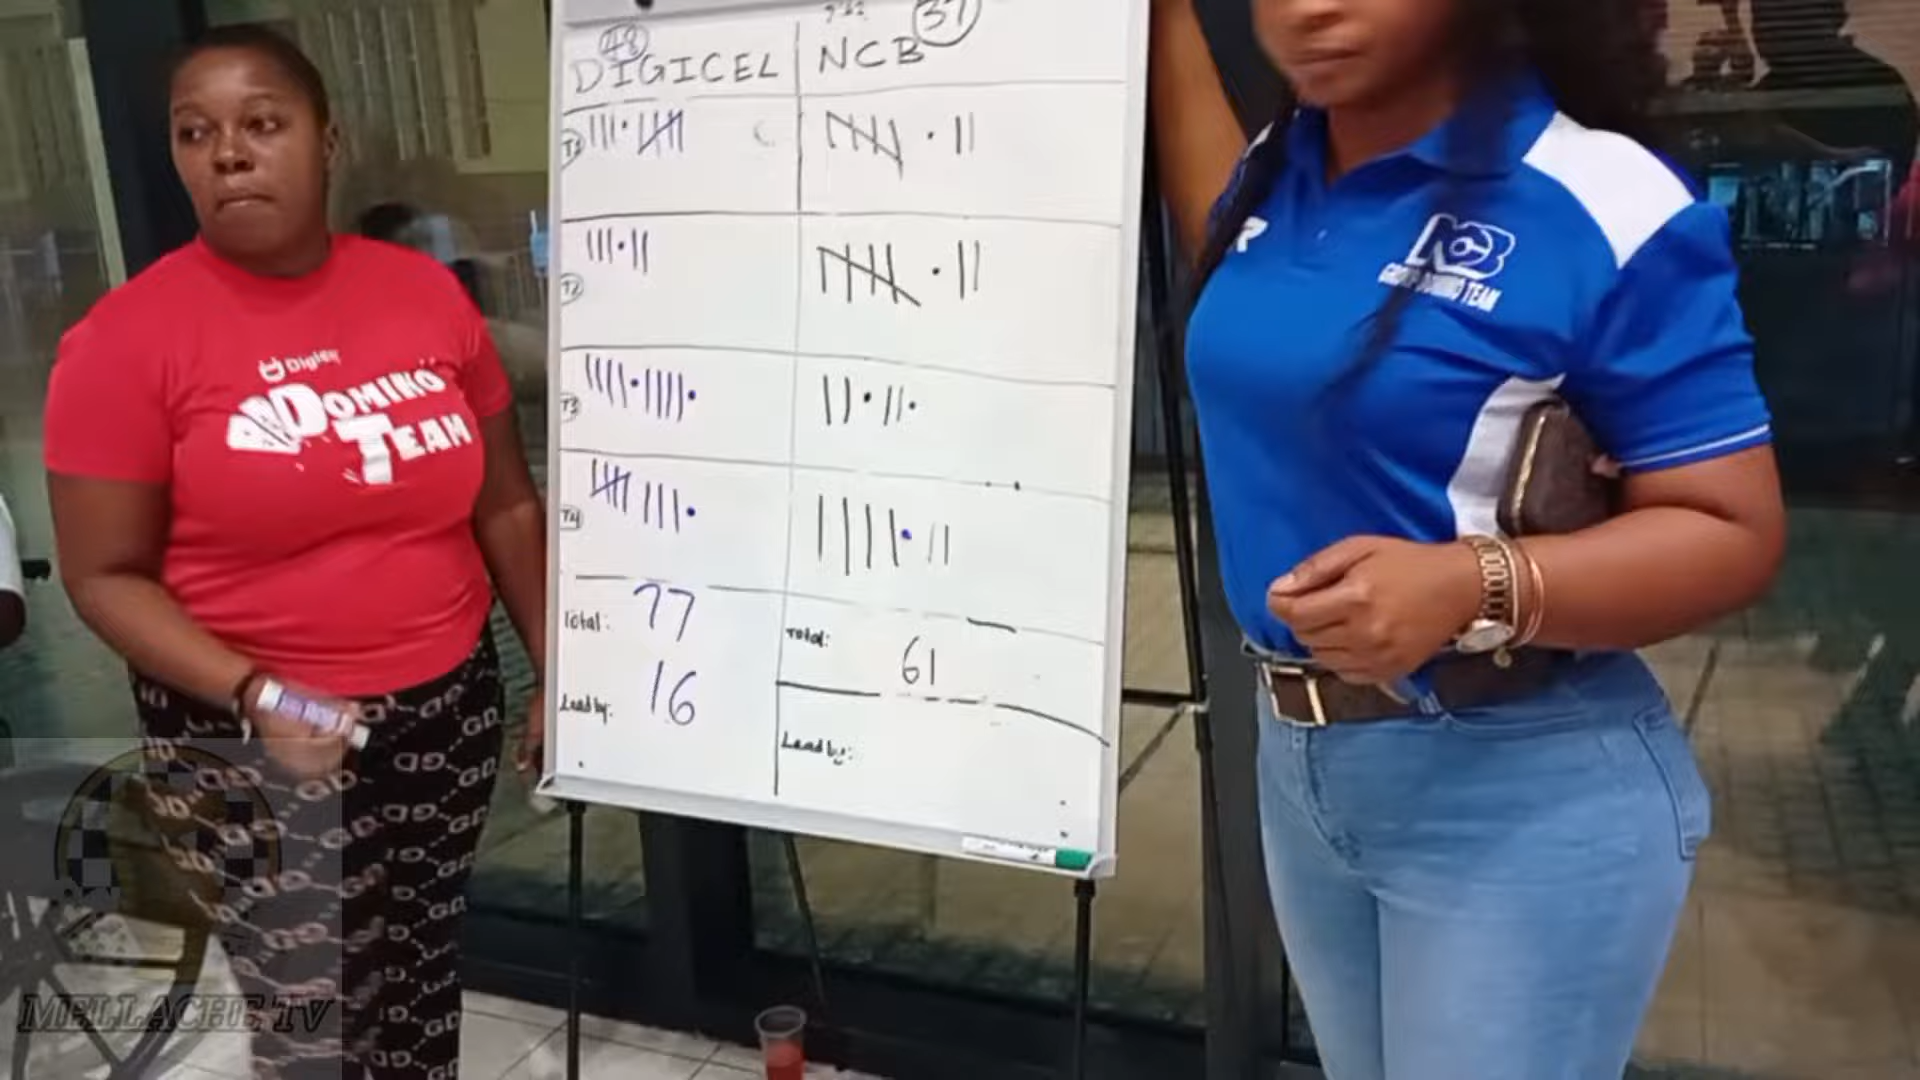 48
37
DIGICEL
NCB
T1
T2
T3
T4
Total: 77
Total: 61
Lead by: 16
Lead by:
Digicel
DOMINO
TEAM
NCB
GROUP DOMINO TEAM
MELLACHE TV